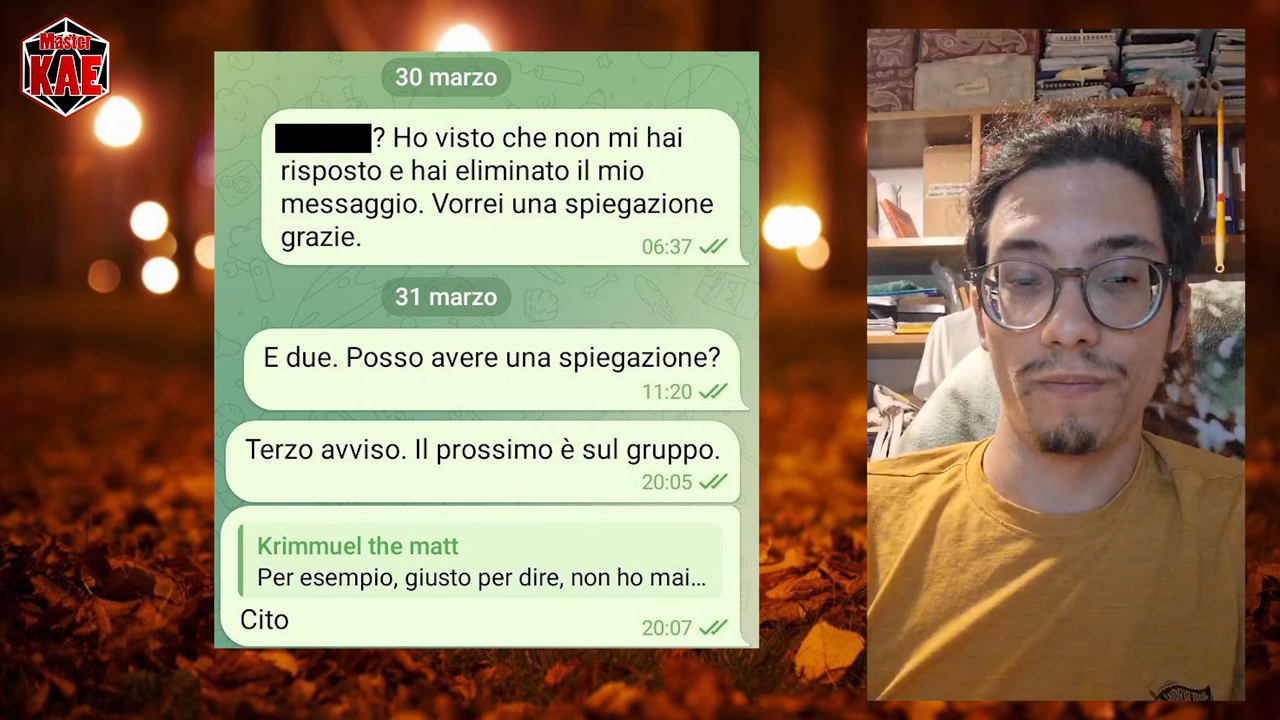 Master
KAE
30 marzo
? Ho visto che non mi hai
risposto e hai eliminato il mio
messaggio. Vorrei una spiegazione
grazie.
06:37
31 marzo
E due. Posso avere una spiegazione?
11:20
Terzo avviso. Il prossimo è sul gruppo.
20:05
Krimmuel the matt
Per esempio, giusto per dire, non ho mai...
Cito
20:07